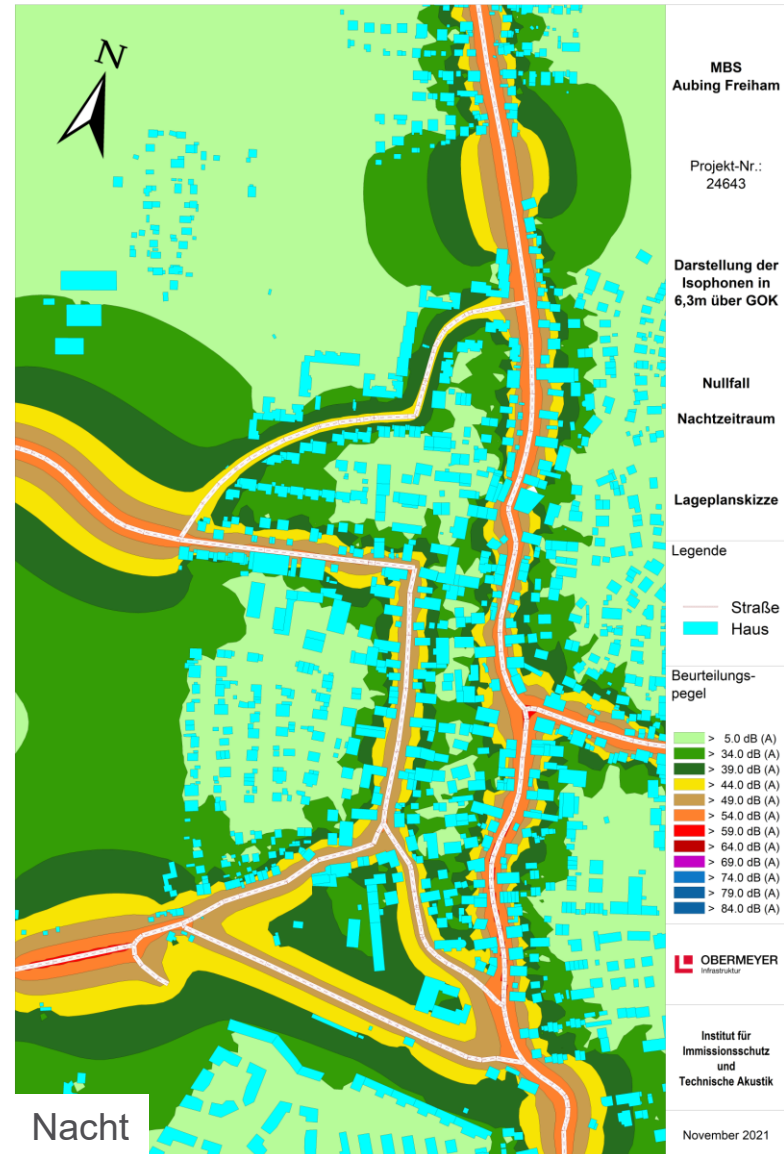 N
MBS
Aubing Freiham
Projekt-Nr.:
24643
Darstellung der
Isophonen in
6,3m über GOK
Nullfall
Nachtzeitraum
Lageplanskizze
Legende
Straße
Haus
Beurteilungs-
pegel
> 5.0 dB (A)
> 34.0 dB (A)
> 39.0 dB (A)
> 44.0 dB (A)
> 49.0 dB (A)
> 54.0 dB (A)
> 59.0 dB (A)
> 64.0 dB (A)
> 69.0 dB (A)
> 74.0 dB (A)
> 79.0 dB (A)
> 84.0 dB (A)
OBERMEYER
Infrastruktur
Institut für
Immissionsschutz
und
Technische Akustik
November 2021
Nacht